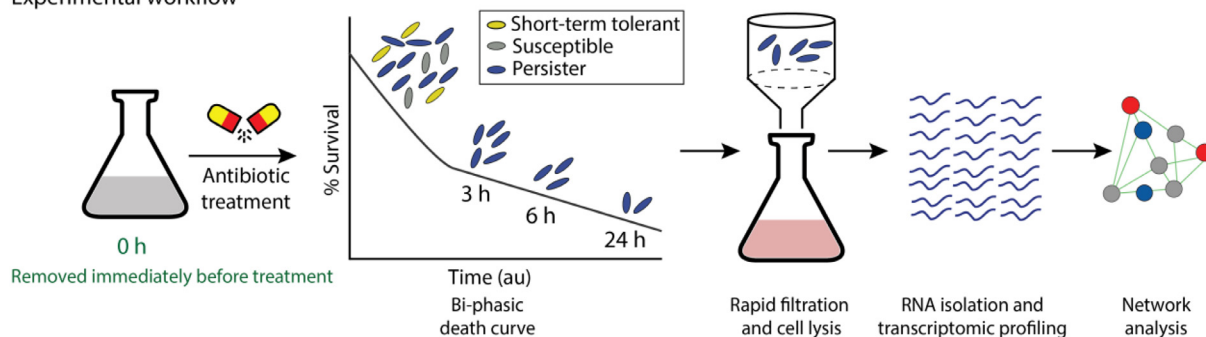 Experimental workflow
Short-term tolerant
Susceptible
Persister
Antibiotic
treatment
% Survival
3 h
6 h
24 h
0 h
Removed immediately before treatment
Time (au)
Bi-phasic
death curve
Rapid filtration
and cell lysis
RNA isolation and
transcriptomic profiling
Network
analysis